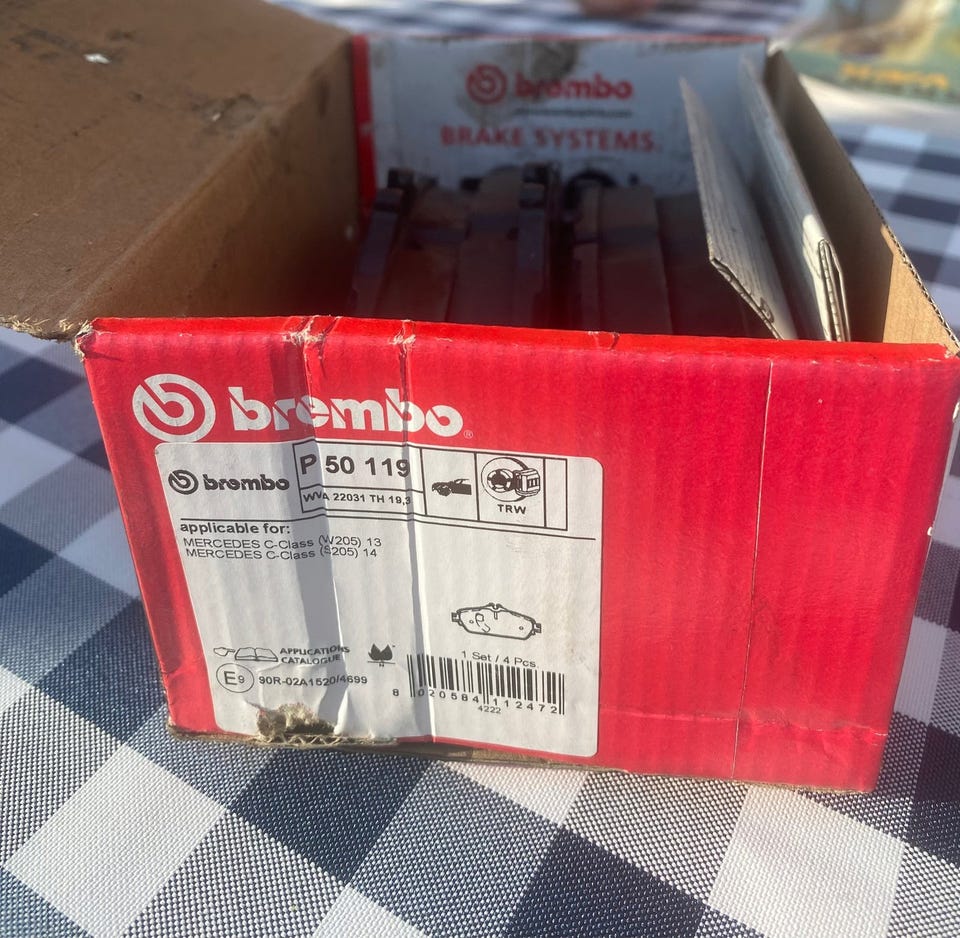 brembo
BRAKE SYSTEMS.
brembo®
brembo
P 50 119
WVA 22031 TH 19,3
TRW
applicable for:
MERCEDES C-Class (W205) 13
MERCEDES C-Class (S205) 14
1 Set / 4 Pcs.
APPLICATIONS
CATALOGUE
E9 90R-02A1520/4699
8 020584 112472
4222